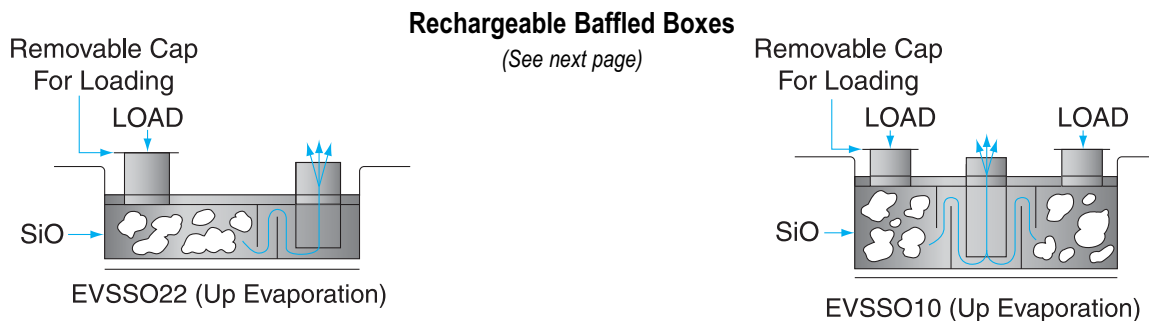 Rechargeable Baffled Boxes
(See next page)
Removable Cap
For Loading
LOAD
SiO
EVSSO22 (Up Evaporation)
Removable Cap
For Loading
LOAD
LOAD
SiO
EVSSO10 (Up Evaporation)